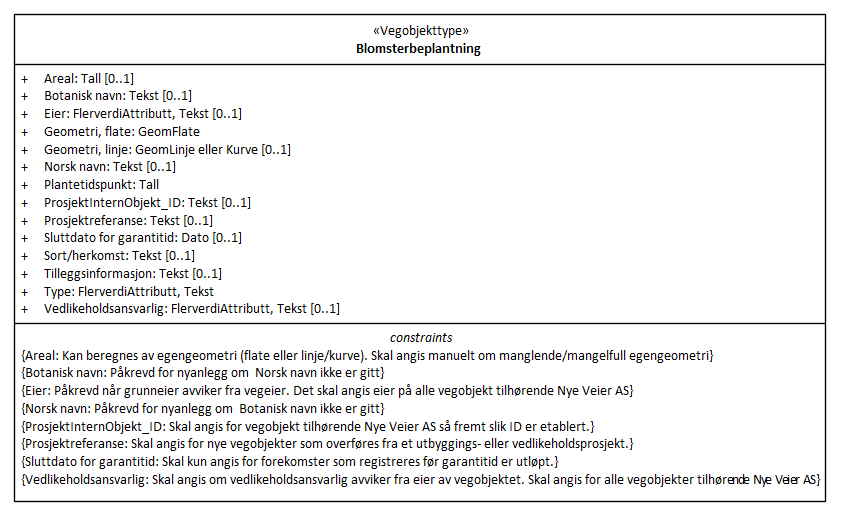 «Vegobjekttype»
Blomsterbeplantning
+ Areal: Tall [0..1]
+ Botanisk navn: Tekst [0..1]
+ Eier: FlerverdiAttributt, Tekst [0..1]
+ Geometri, flate: GeomFlate
+ Geometri, linje: GeomLinje eller Kurve [0..1]
+ Norsk navn: Tekst [0..1]
+ Plantetidspunkt: Tall
+ ProsjektInternObjekt_ID: Tekst [0..1]
+ Prosjektreferanse: Tekst [0..1]
+ Sluttdato for garantitid: Dato [0..1]
+ Sort/herkomst: Tekst [0..1]
+ Tilleggsinformasjon: Tekst [0..1]
+ Type: FlerverdiAttributt, Tekst
+ Vedlikeholdsansvarlig: FlerverdiAttributt, Tekst [0..1]
constraints
{Areal: Kan beregnes av egengeometri (flate eller linje/kurve). Skal angis manuelt om manglende/mangelfull egengeometri}
{Botanisk navn: Påkrevd for nyanlegg om  Norsk navn ikke er gitt}
{Eier: Påkrevd når grunneier avviker fra vegeier. Det skal angis eier på alle vegobjekt tilhørende Nye Veier AS}
{Norsk navn: Påkrevd for nyanlegg om  Botanisk navn ikke er gitt}
{ProsjektInternObjekt_ID: Skal angis for vegobjekt tilhørende Nye Veier AS så fremt slik ID er etablert.}
{Prosjektreferanse: Skal angis for nye vegobjekter som overføres fra et utbyggings- eller vedlikeholdsprosjekt.}
{Sluttdato for garantitid: Skal kun angis for forekomster som registreres før garantitid er utløpt.}
{Vedlikeholdsansvarlig: Skal angis om vedlikeholdsansvarlig avviker fra eier av vegobjektet. Skal angis for alle vegobjekter tilhørende Nye Veier AS}